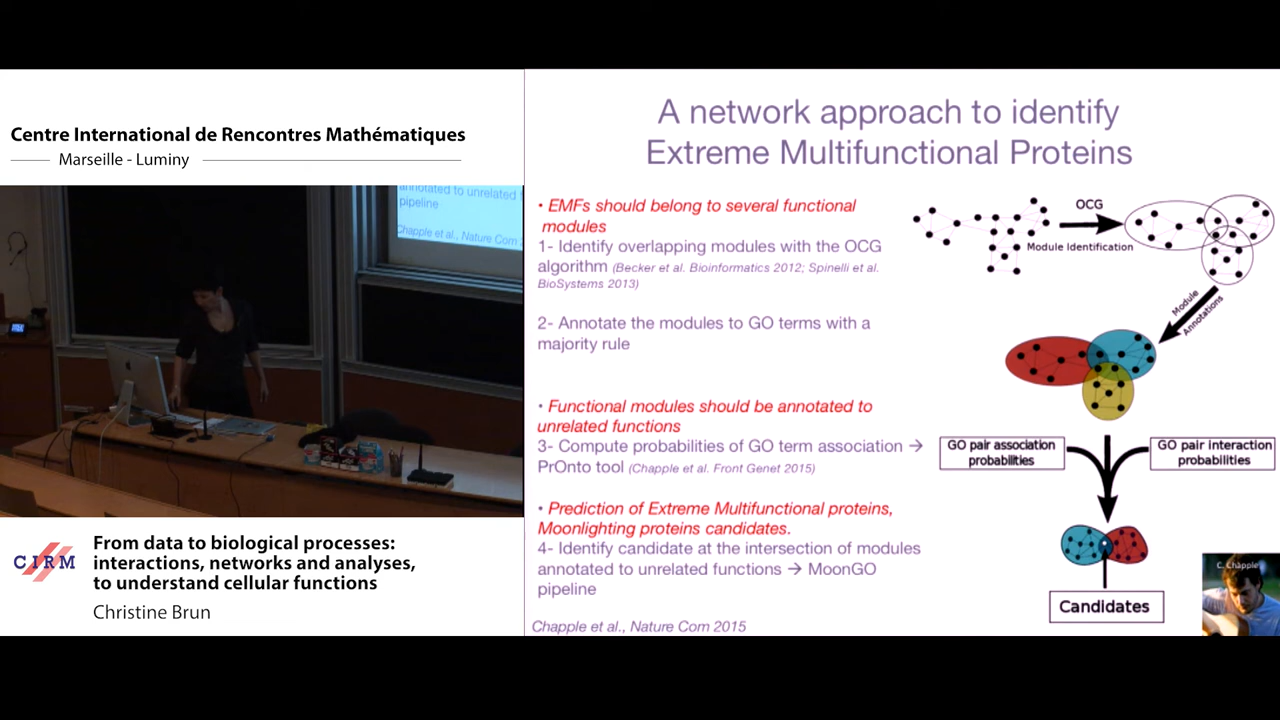 Centre International de Rencontres Mathématiques
Marseille - Luminy
annotated to unrelated
pipeline
Chapple et al., Nature Com
CIRM
From data to biological processes:
interactions, networks and analyses,
to understand cellular functions
Christine Brun
A network approach to identify
Extreme Multifunctional Proteins
• EMFs should belong to several functional
modules
1- Identify overlapping modules with the OCG
algorithm (Becker et al. Bioinformatics 2012; Spinelli et al.
BioSystems 2013)
2- Annotate the modules to GO terms with a
majority rule
• Functional modules should be annotated to
unrelated functions
3- Compute probabilities of GO term association →
PrOnto tool (Chapple et al. Front Genet 2015)
• Prediction of Extreme Multifunctional proteins,
Moonlighting proteins candidates.
4- Identify candidate at the intersection of modules
annotated to unrelated functions → MoonGO
pipeline
Chapple et al., Nature Com 2015
OCG
Module Identification
Module
Annotations
GO pair association
probabilities
GO pair interaction
probabilities
Candidates
C. Chapple